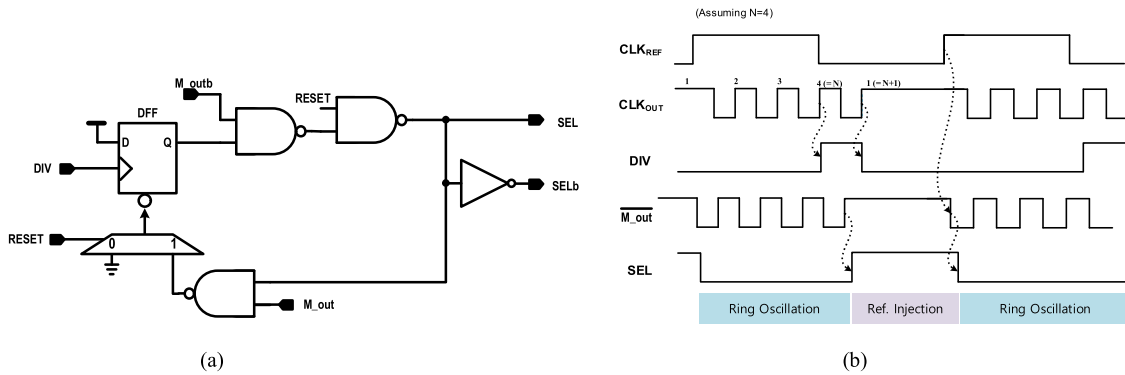 M_outb
DFF
RESET
D
Q
SEL
DIV
SELb
RESET
0
1
M_out
(a)
(Assuming N=4)
CLKREF
1
2
3
4 (= N)
1 (= N+1)
CLKOUT
DIV
M_out
SEL
Ring Oscillation
Ref. Injection
Ring Oscillation
(b)